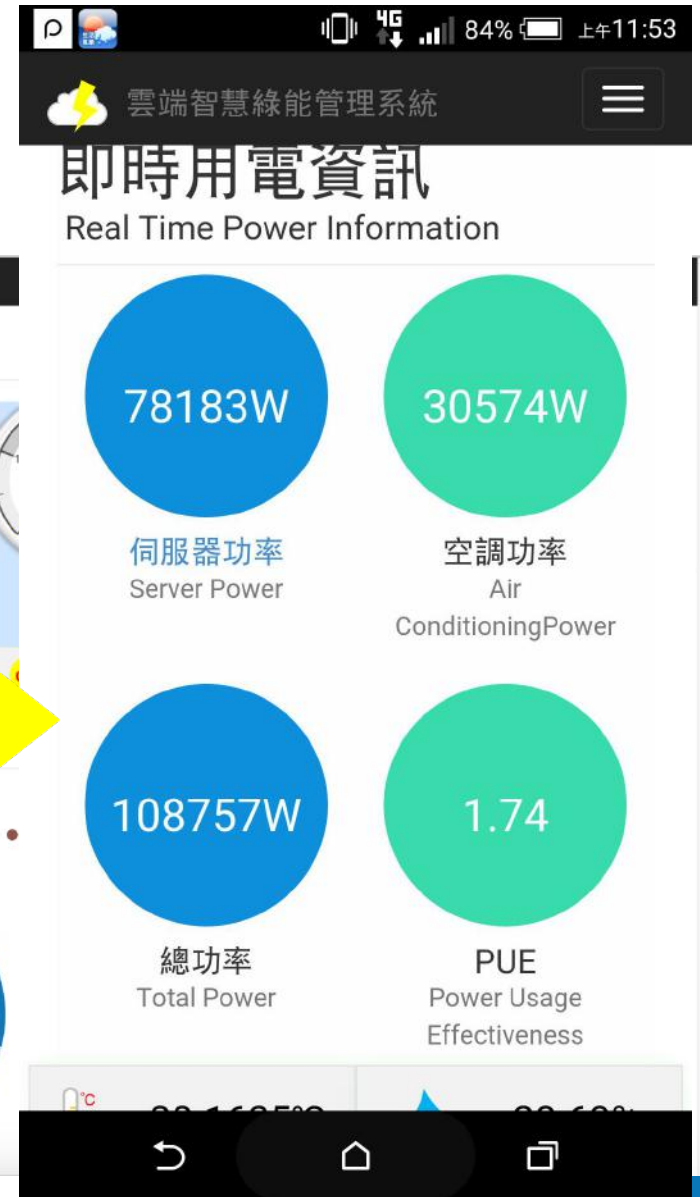 4G 84% 上午11:53
雲端智慧綠能管理系統
即時用電資訊
Real Time Power Information
78183W
30574W
伺服器功率
Server Power
空調功率
Air
ConditioningPower
108757W
1.74
總功率
Total Power
PUE
Power Usage
Effectiveness
°C